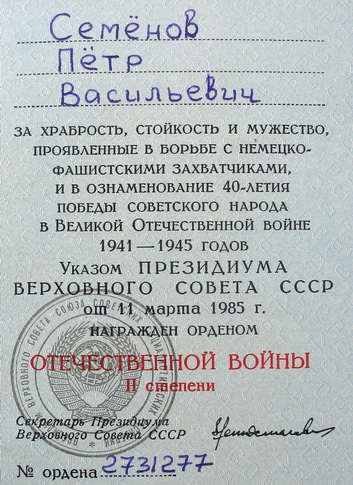 Семёнов
Пётр
Васильевич
ЗА ХРАБРОСТЬ, СТОЙКОСТЬ И МУЖЕСТВО,
ПРОЯВЛЕННЫЕ В БОРЬБЕ С НЕМЕЦКО-
ФАШИСТСКИМИ ЗАХВАТЧИКАМИ,
И В ОЗНАМЕНОВАНИЕ 40-ЛЕТИЯ
ПОБЕДЫ СОВЕТСКОГО НАРОДА
В ВЕЛИКОЙ ОТЕЧЕСТВЕННОЙ ВОЙНЕ
1941—1945 ГОДОВ
УКАЗОМ ПРЕЗИДИУМА
ВЕРХОВНОГО СОВЕТА СССР
от 11 марта 1985 г.
НАГРАЖДЕН ОРДЕНОМ
ОТЕЧЕСТВЕННОЙ ВОЙНЫ
II степени
Секретарь Президиума
Верховного Совета СССР
№ ордена 2731277